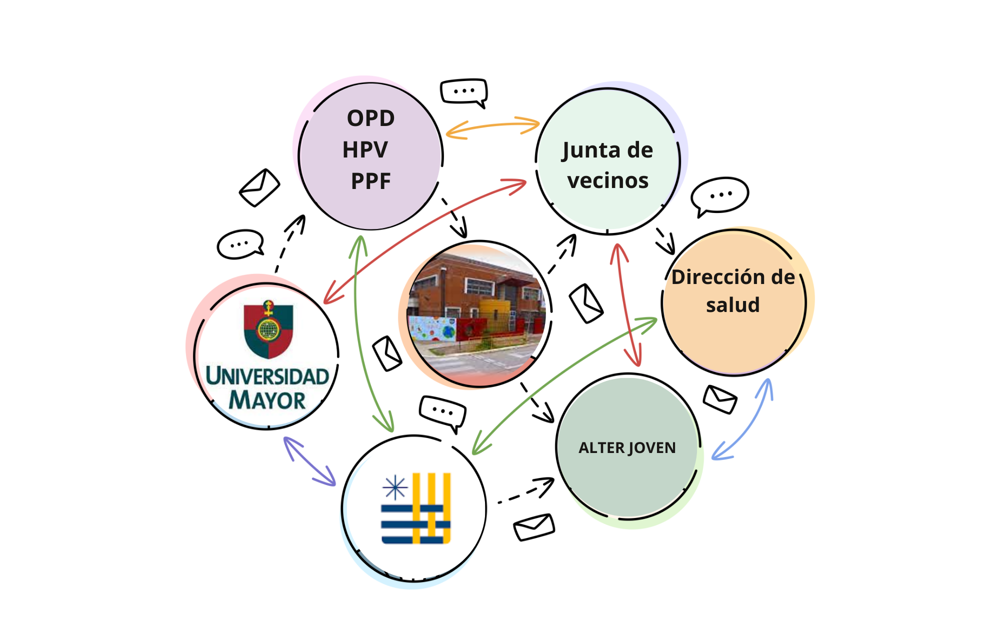 OPD
HPV
PPF
Junta de
vecinos
Dirección de
salud
UNIVERSIDAD
MAYOR
ALTER JOVEN